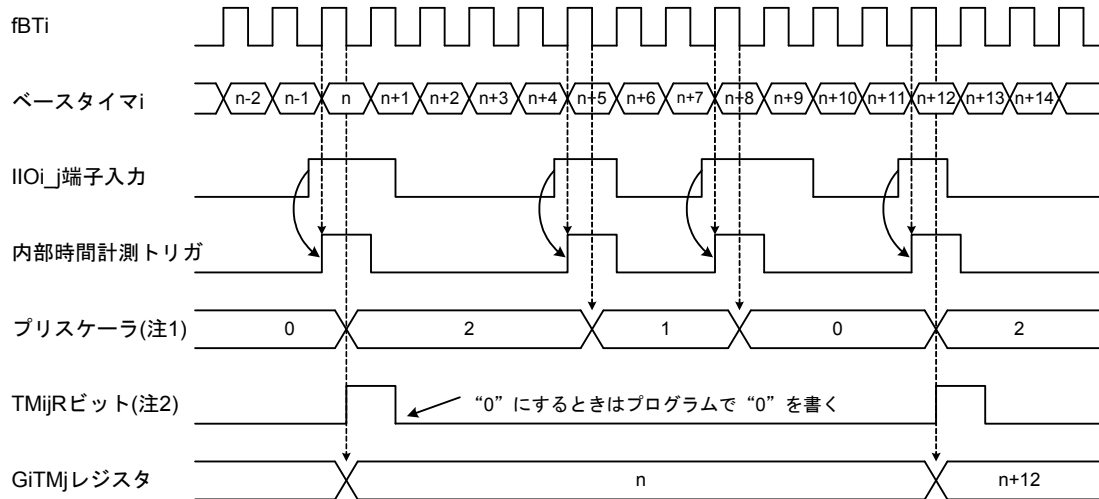 fBTi
ベースタイマi n-2 n-1 n n+1 n+2 n+3 n+4 n+5 n+6 n+7 n+8 n+9 n+10 n+11 n+12 n+13 n+14
IIOi_j端子入力
内部時間計測トリガ
プリスケーラ(注1) 0 2 1 0 2
TMijRビット(注2) “0”にするときはプログラムで“0”を書く
GiTMjレジスタ n n+12